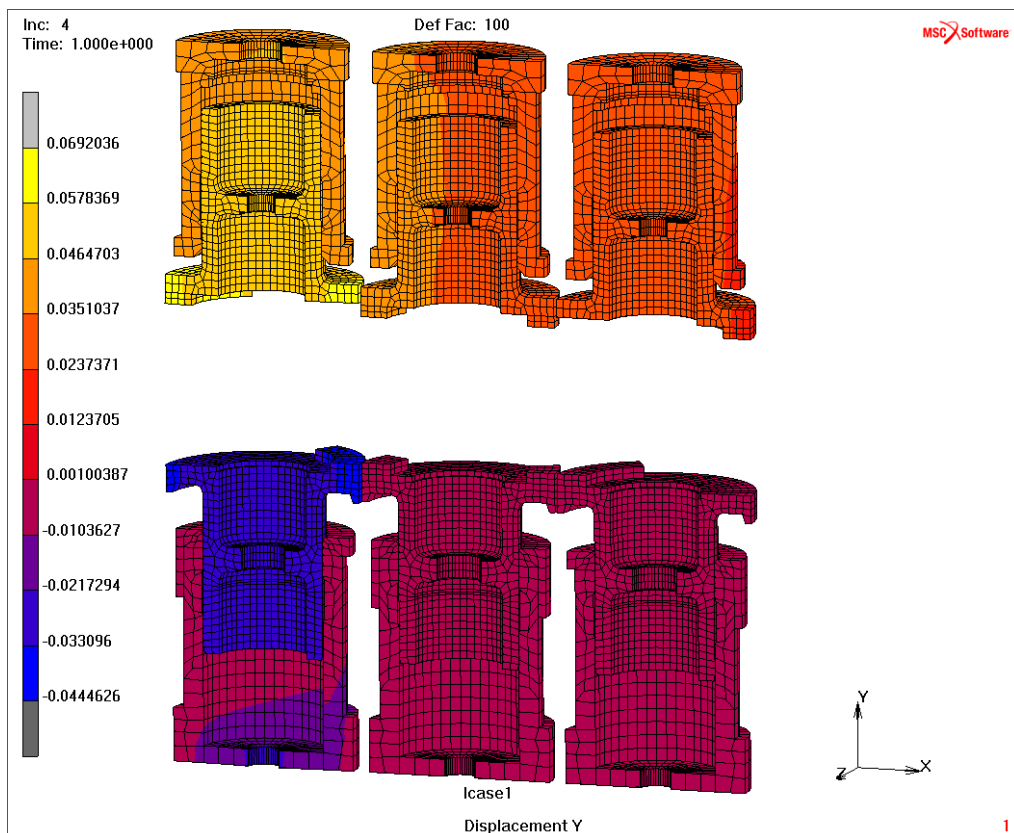 Inc: 4
Time: 1.000e+000
Def Fac: 100
MSC Software
0.0692036
0.0578369
0.0464703
0.0351037
0.0237371
0.0123705
0.00100387
-0.0103627
-0.0217294
-0.033096
-0.0444626
Y
Z
X
lcase1
Displacement Y
1